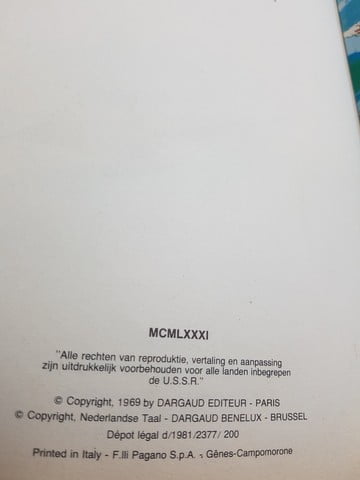 MCMLXXXI
"Alle rechten van reproduktie, vertaling en aanpassing
zijn uitdrukkelijk voorbehouden voor alle landen inbegrepen
de U.S.S.R."
© Copyright, 1969 by DARGAUD EDITEUR - PARIS
© Copyright, Nederlandse Taal - DARGAUD BENELUX - BRUSSEL
Dépot légal d/1981/2377/ 200
Printed in Italy - F.lli Pagano S.p.A. - Gênes-Campomorone